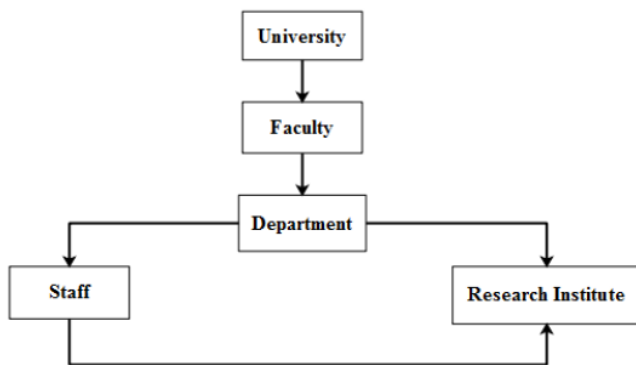 University
Faculty
Department
Staff
Research Institute